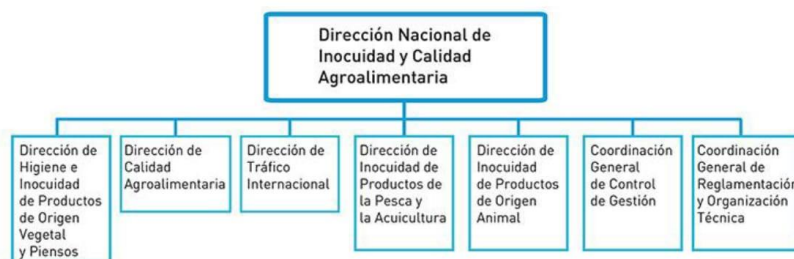 Dirección Nacional de
Inocuidad y Calidad
Agroalimentaria
Dirección de
Higiene e
Inocuidad
de Productos
de Origen
Vegetal
y Piensos
Dirección de
Calidad
Agroalimentaria
Dirección de
Tráfico
Internacional
Dirección de
Inocuidad de
Productos de
la Pesca y
la Acuicultura
Dirección de
Inocuidad
de Productos
de Origen
Animal
Coordinación
General
de Control
de Gestión
Coordinación
General de
Reglamentación
y Organización
Técnica